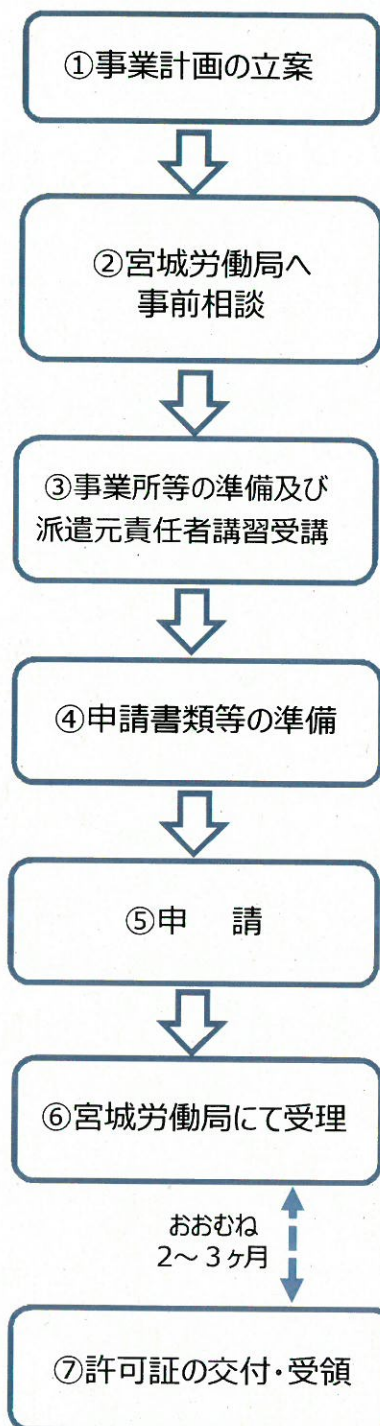 ①事業計画の立案
②宮城労働局へ
事前相談
③事業所等の準備及び
派遣元責任者講習受講
④申請書類等の準備
⑤申　請
⑥宮城労働局にて受理
おおむね
2～3ヶ月
⑦許可証の交付・受領